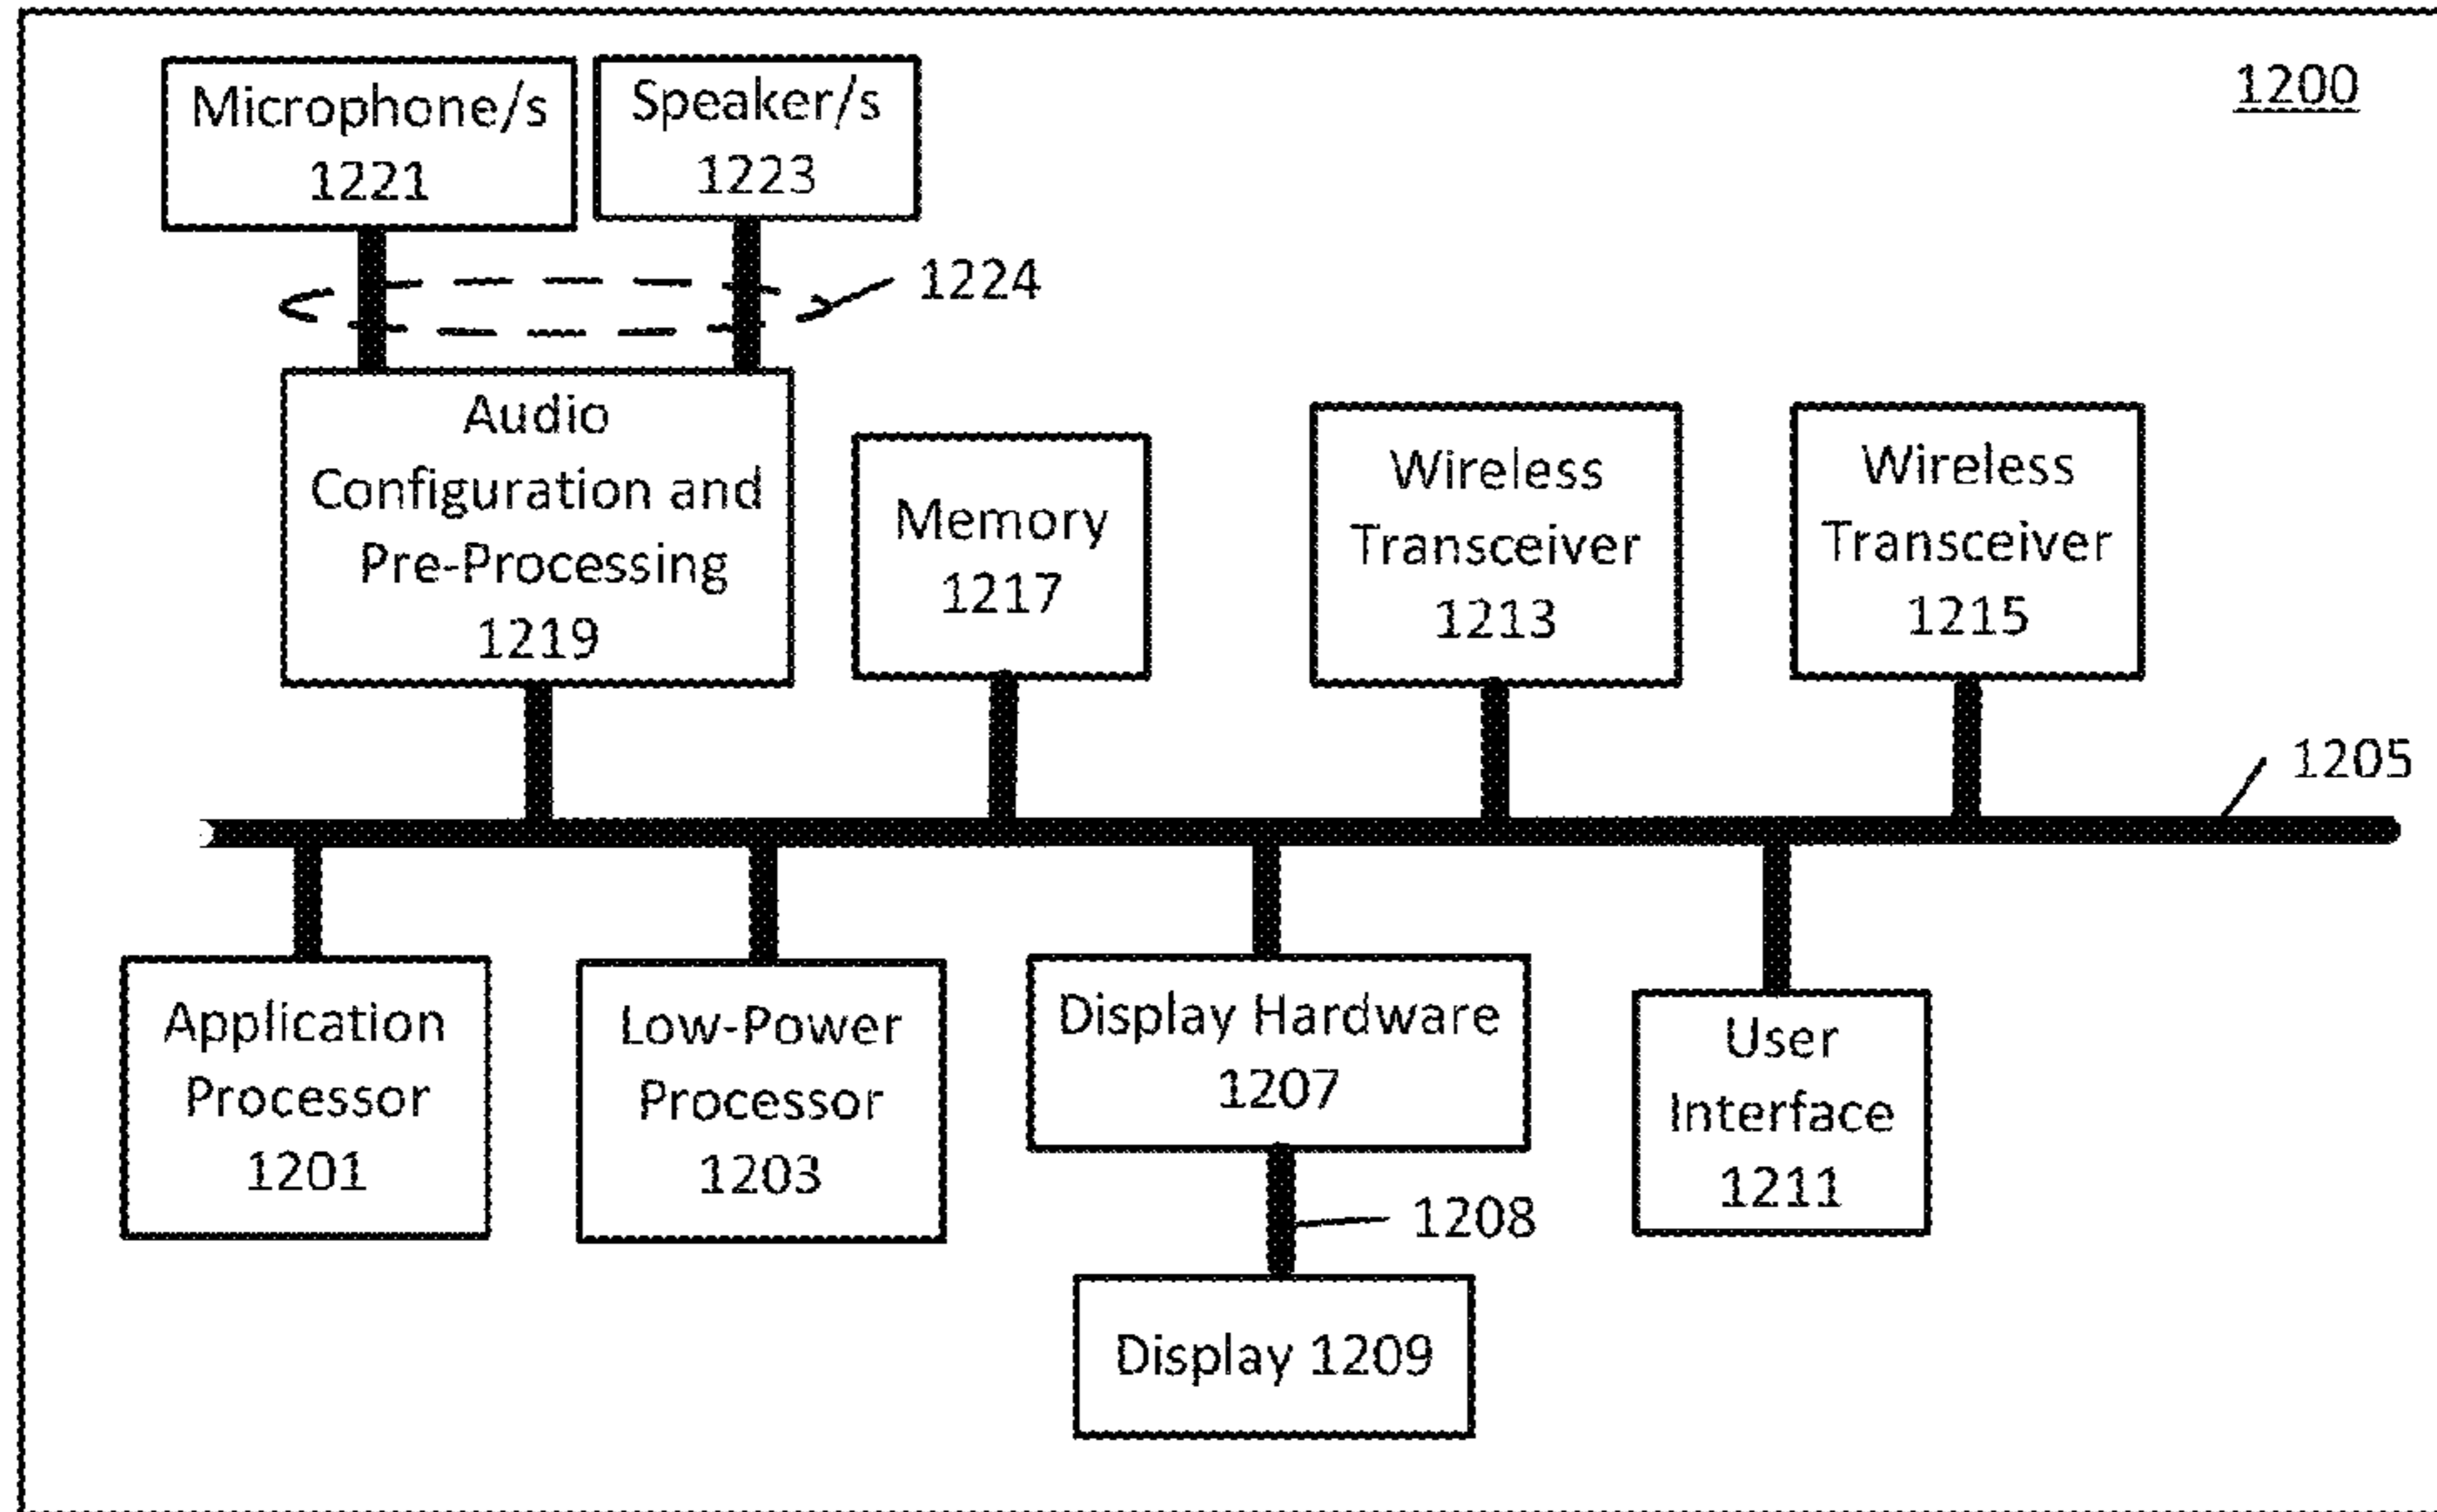 1200
Microphone/s
1221
Speaker/s
1223
1224
Audio
Configuration and
Pre-Processing
1219
Memory
1217
Wireless
Transceiver
1213
Wireless
Transceiver
1215
1205
Application
Processor
1201
Low-Power
Processor
1203
Display Hardware
1207
1208
Display 1209
User
Interface
1211